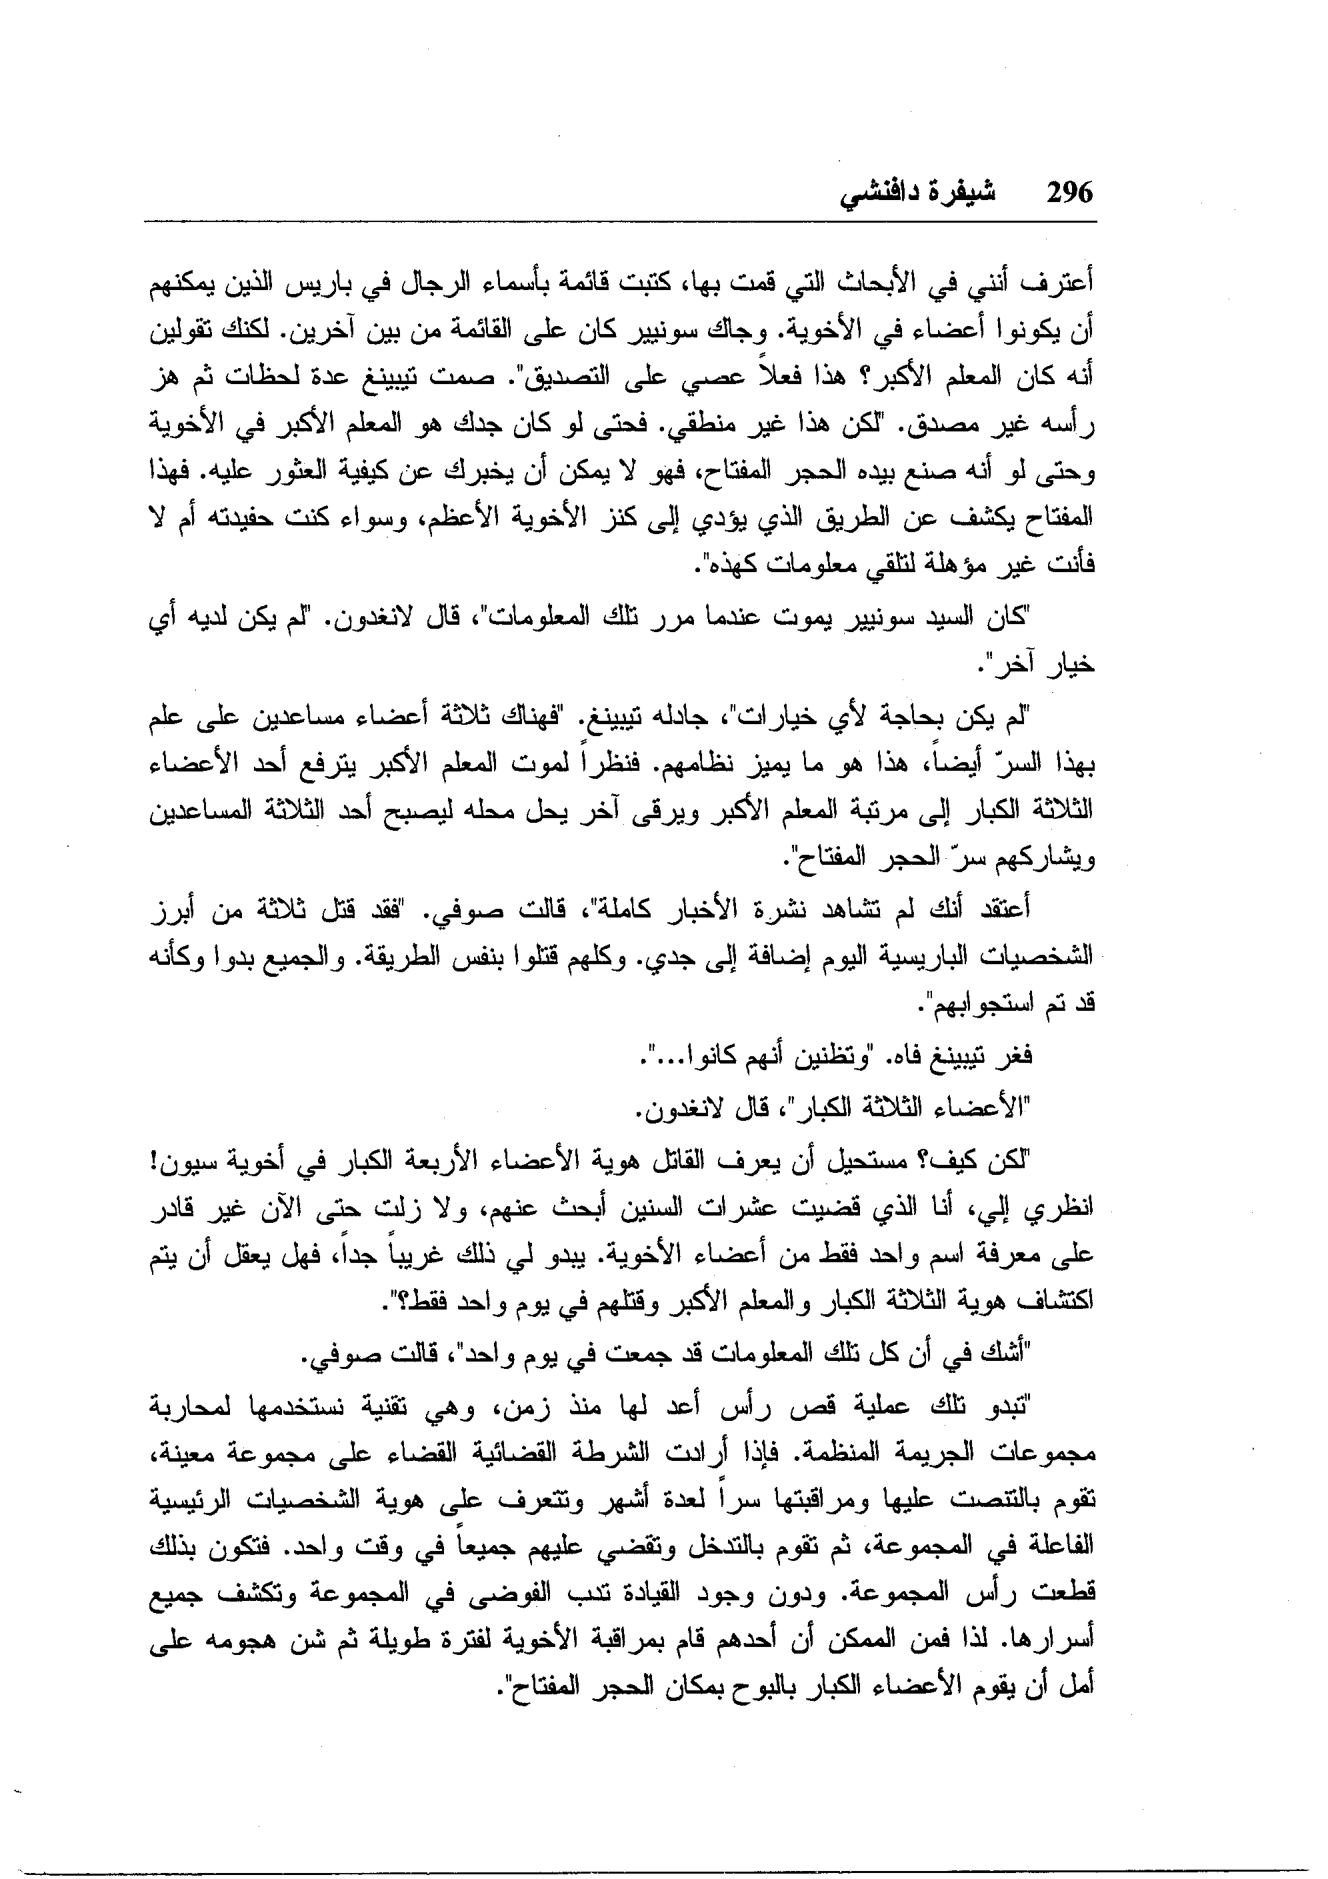 296 شيفرة دافنشي
أعترف أنني في الأبحاث التي قمت بها، كتبت قائمة بأسماء الرجال في باريس الذين يمكنهم
أن يكونوا أعضاء في الأخوية. وجاك سونيير كان على القائمة من بين آخرين. لكنك تقولين
أنه كان المعلم الأكبر؟ هذا فعلاً عصي على التصديق". صمت تيبينغ عدة لحظات ثم هز
رأسه غير مصدق. "لكن هذا غير منطقي. فحتى لو كان جدك هو المعلم الأكبر في الأخوية
وحتى لو أنه صنع بيده الحجر المفتاح، فهو لا يمكن أن يخبرك عن كيفية العثور عليه. فهذا
المفتاح يكشف عن الطريق الذي يؤدي إلى كنز الأخوية الأعظم، وسواء كنت حفيدته أم لا
فأنت غير مؤهلة لتلقي معلومات كهذه".
"كان السيد سونيير يموت عندما مرر تلك المعلومات"، قال لانغدون. "لم يكن لديه أي
خيار آخر".
"لم يكن بحاجة لأي خيارات"، جادله تيبينغ. "فهناك ثلاثة أعضاء مساعدين على علم
بهذا السرّ أيضاً، هذا هو ما يميز نظامهم. فنظراً لموت المعلم الأكبر يترفع أحد الأعضاء
الثلاثة الكبار إلى مرتبة المعلم الأكبر ويرقى آخر يحل محله ليصبح أحد الثلاثة المساعدين
ويشاركهم سرّ الحجر المفتاح".
أعتقد أنك لم تشاهد نشرة الأخبار كاملة"، قالت صوفي. "فقد قتل ثلاثة من أبرز
الشخصيات الباريسية اليوم إضافة إلى جدي. وكلهم قتلوا بنفس الطريقة. والجميع بدوا وكأنه
قد تم استجوابهم".
فغر تيبينغ فاه. "وتظنين أنهم كانوا...".
"الأعضاء الثلاثة الكبار"، قال لانغدون.
"لكن كيف؟ مستحيل أن يعرف القاتل هوية الأعضاء الأربعة الكبار في أخوية سيون!
انظري إلي، أنا الذي قضيت عشرات السنين أبحث عنهم، ولا زلت حتى الآن غير قادر
على معرفة اسم واحد فقط من أعضاء الأخوية. يبدو لي ذلك غريباً جداً، فهل يعقل أن يتم
اكتشاف هوية الثلاثة الكبار والمعلم الأكبر وقتلهم في يوم واحد فقط؟".
"أشك في أن كل تلك المعلومات قد جمعت في يوم واحد"، قالت صوفي.
"تبدو تلك عملية قص رأس أعد لها منذ زمن، وهي تقنية نستخدمها لمحاربة
مجموعات الجريمة المنظمة. فإذا أرادت الشرطة القضائية القضاء على مجموعة معينة،
تقوم بالتنصت عليها ومراقبتها سراً لعدة أشهر وتتعرف على هوية الشخصيات الرئيسية
الفاعلة في المجموعة، ثم تقوم بالتدخل وتقضي عليهم جميعاً في وقت واحد. فتكون بذلك
قطعت رأس المجموعة. ودون وجود القيادة تدب الفوضى في المجموعة وتكشف جميع
أسرارها. لذا فمن الممكن أن أحدهم قام بمراقبة الأخوية لفترة طويلة ثم شن هجومه على
أمل أن يقوم الأعضاء الكبار بالبوح بمكان الحجر المفتاح".